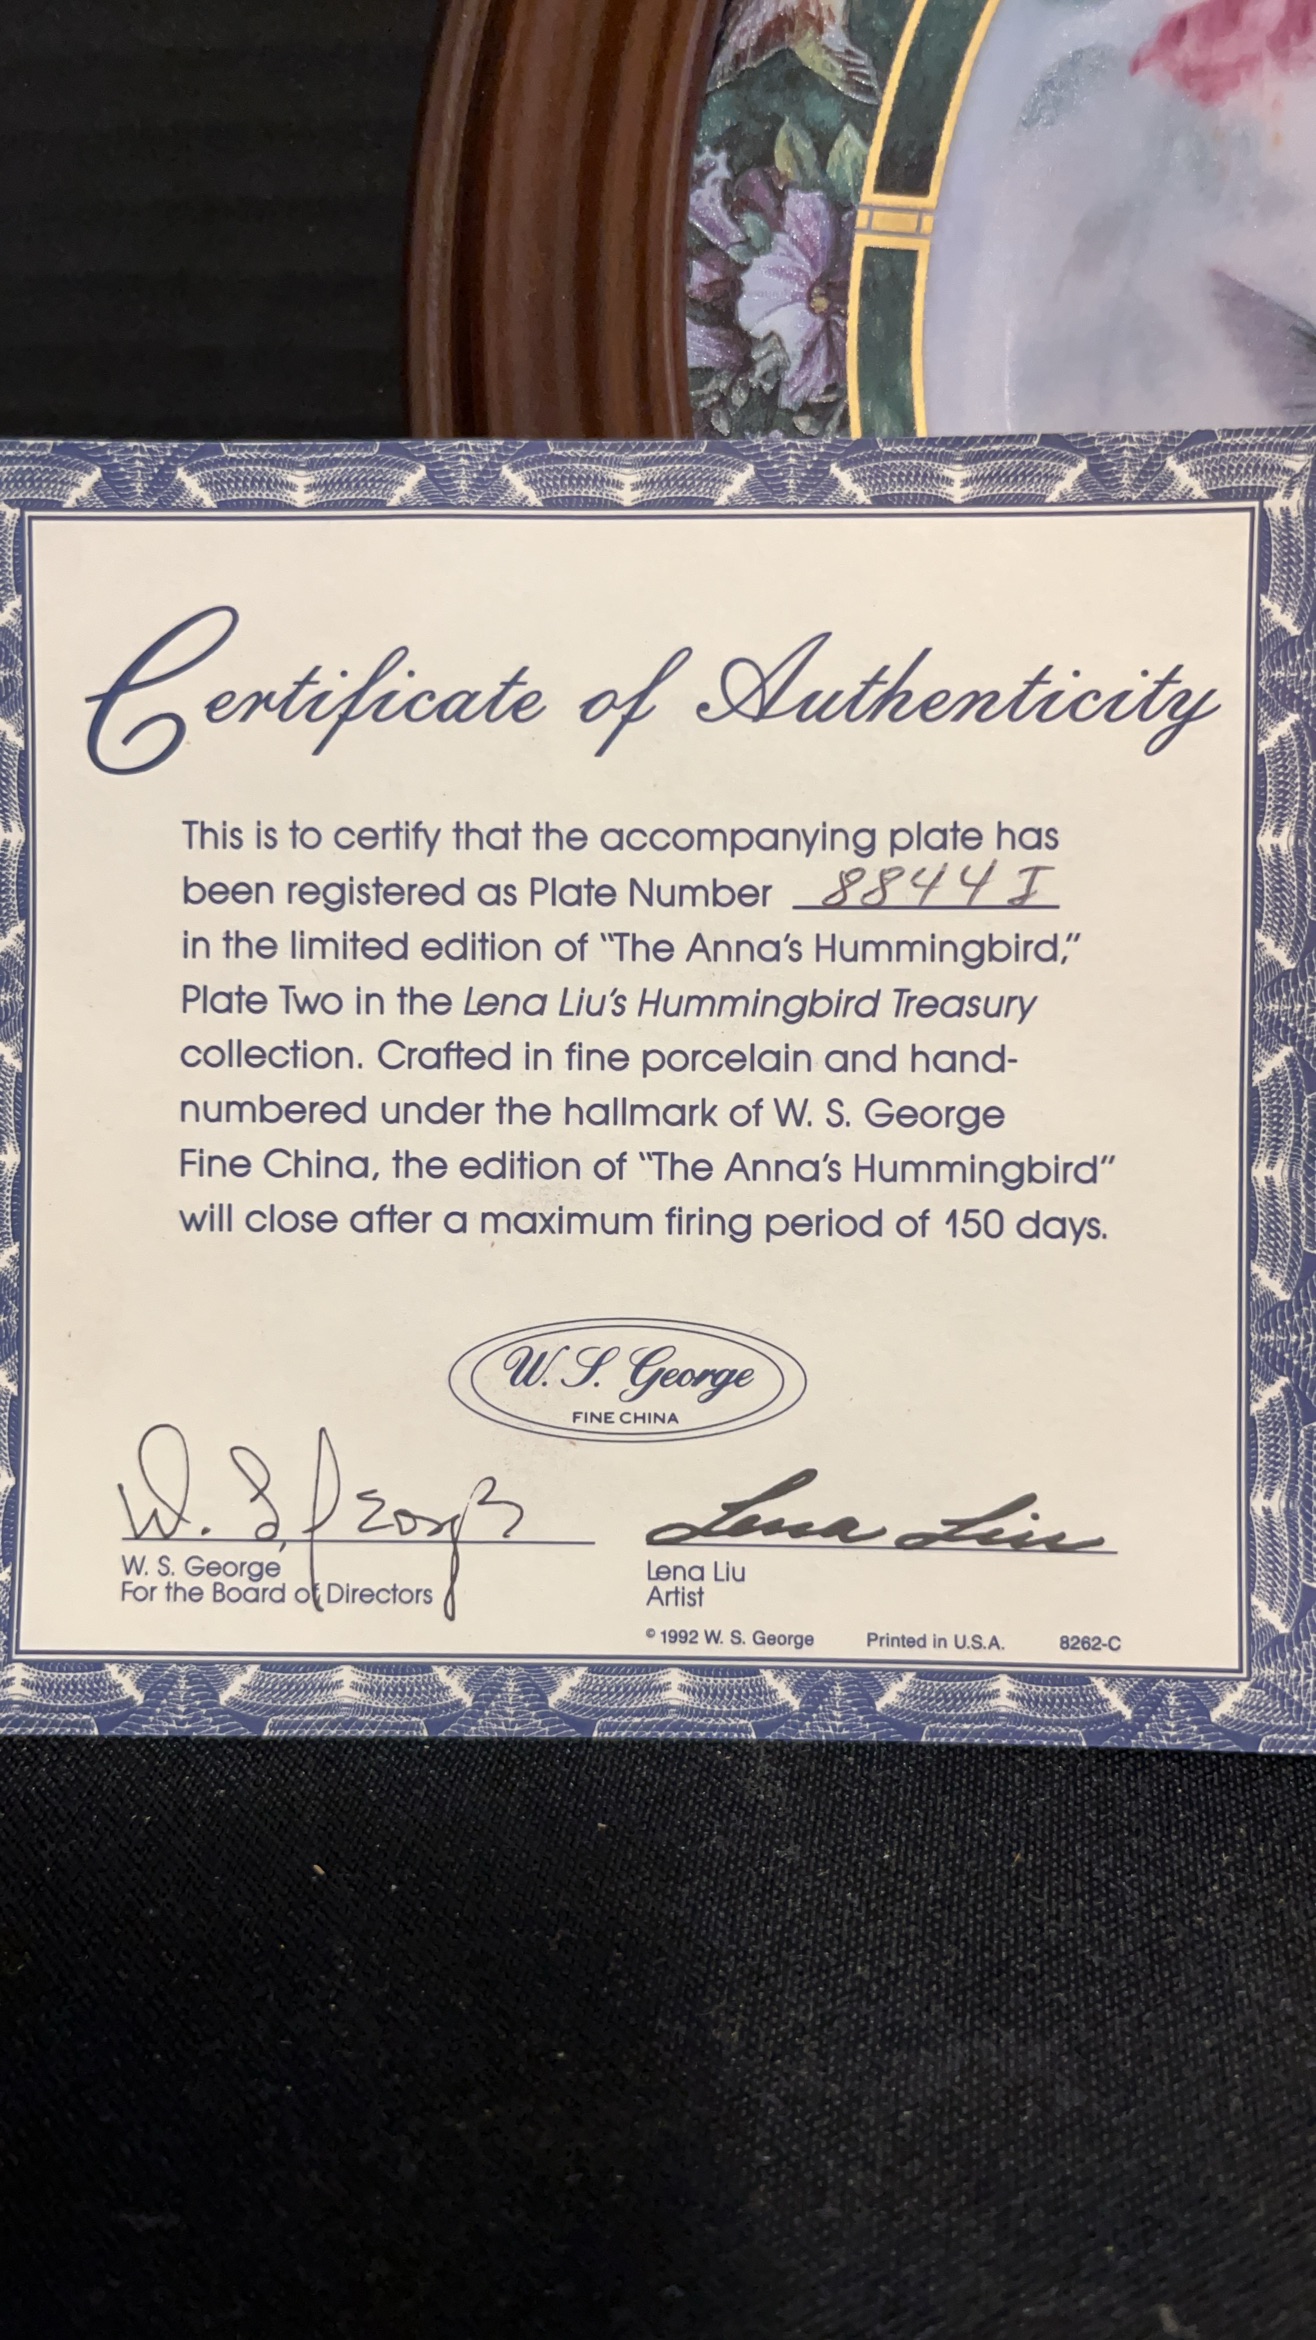 Certificate of Authenticity
This is to certify that the accompanying plate has
been registered as Plate Number 8844 I
in the limited edition of "The Anna's Hummingbird,"
Plate Two in the Lena Liu's Hummingbird Treasury
collection. Crafted in fine porcelain and hand-
numbered under the hallmark of W. S. George
Fine China, the edition of "The Anna's Hummingbird"
will close after a maximum firing period of 150 days.
W. S. George
FINE CHINA
W. S. George
Lena Liu
W. S. George
For the Board of Directors
Lena Liu
Artist
© 1992 W. S. George Printed in U.S.A. 8262-C